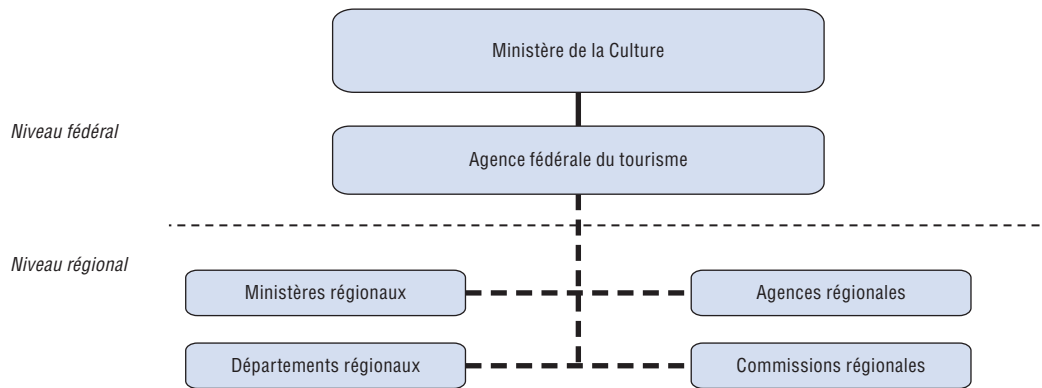 Ministère de la Culture
Niveau fédéral
Agence fédérale du tourisme
Niveau régional
Ministères régionaux
Agences régionales
Départements régionaux
Commissions régionales